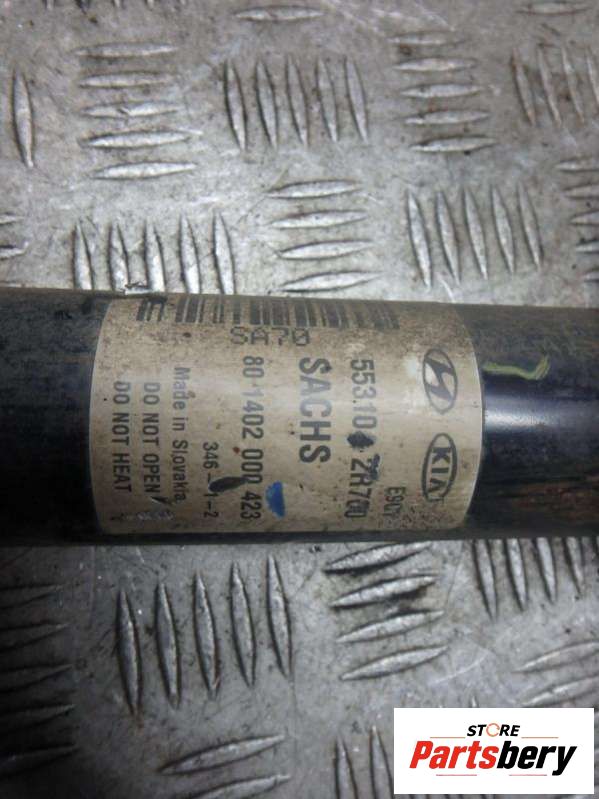 KIA
E9CN
55310
2R700
SACHS
SA70
80 1402 000 423
346-1-2
Made in Slovakia
DO NOT OPEN
DO NOT HEAT
STORE
Partsbery